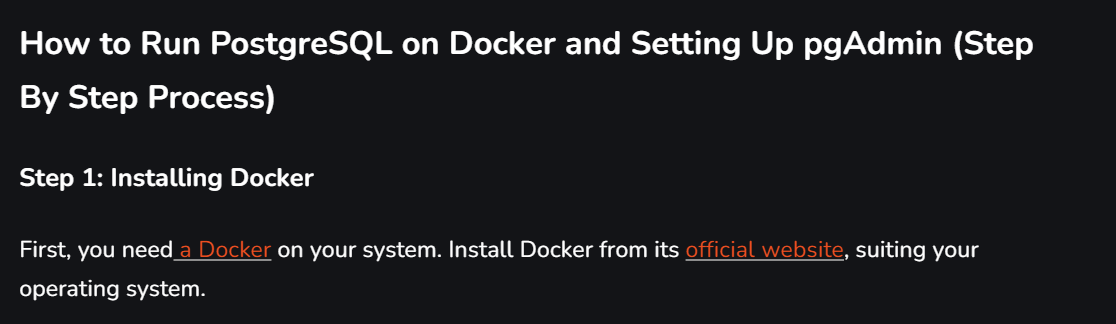 How to Run PostgreSQL on Docker and Setting Up pgAdmin (Step
By Step Process)
Step 1: Installing Docker
First, you need a Docker on your system. Install Docker from its official website, suiting your
operating system.